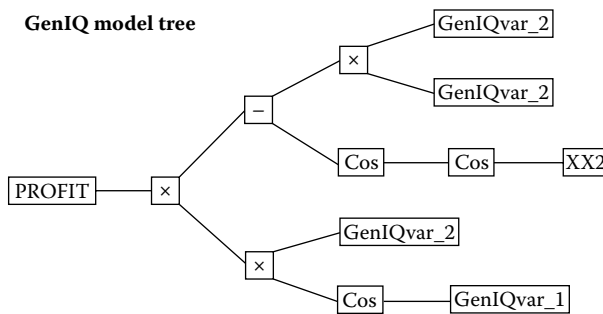 GenIQ model tree
GenIQvar_2
×
GenIQvar_2
−
Cos
Cos
XX2
PROFIT
×
GenIQvar_2
×
Cos
GenIQvar_1